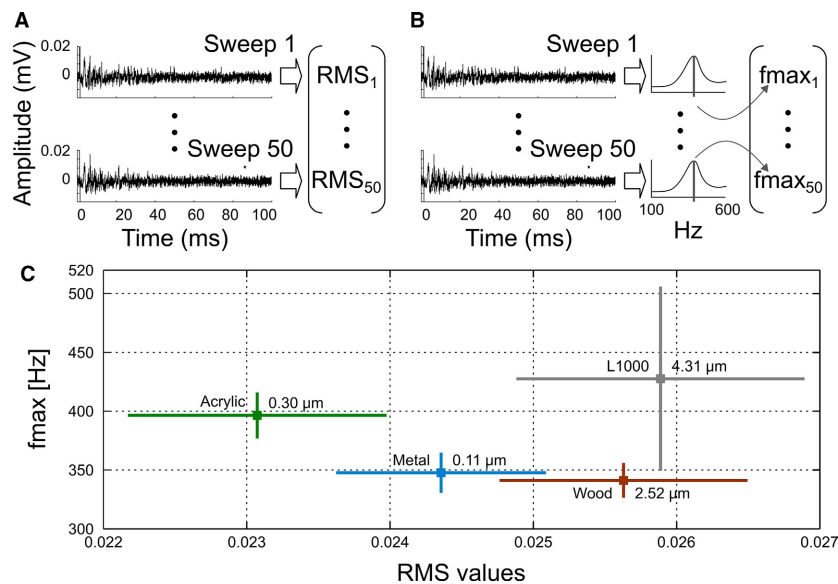 A
Amplitude (mV)
0.02
0
Sweep 1
RMS1
Sweep 50
0.02
0
RMS50
0 20 40 60 80 100
Time (ms)
B
Sweep 1
fmax1
Sweep 50
fmax50
0 20 40 60 80 100
Time (ms)
100 600
Hz
C
fmax [Hz]
520
500
450
400
350
300
L1000 4.31 µm
Acrylic 0.30 µm
Metal 0.11 µm
Wood 2.52 µm
0.022 0.023 0.024 0.025 0.026 0.027
RMS values